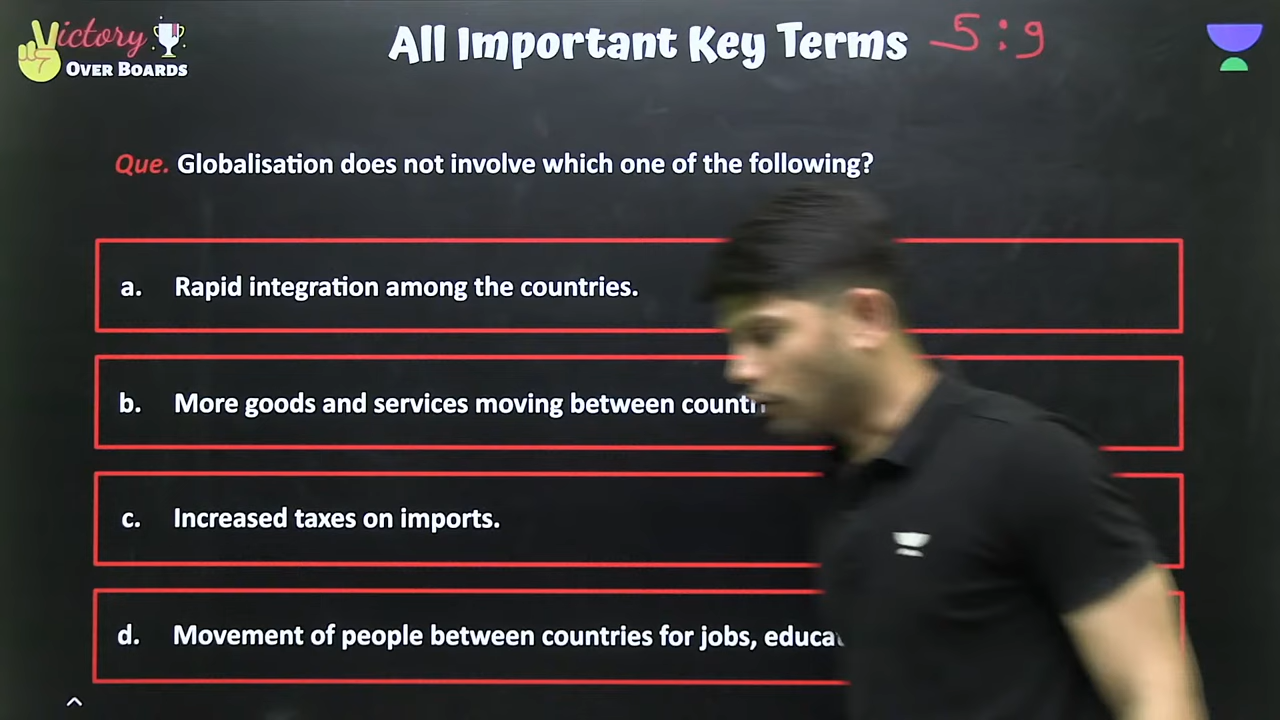 Victory
OVER BOARDS
All Important Key Terms
5:9
Que. Globalisation does not involve which one of the following?
a. Rapid integration among the countries.
b. More goods and services moving between
c. Increased taxes on imports.
d. Movement of people between countries for jobs,